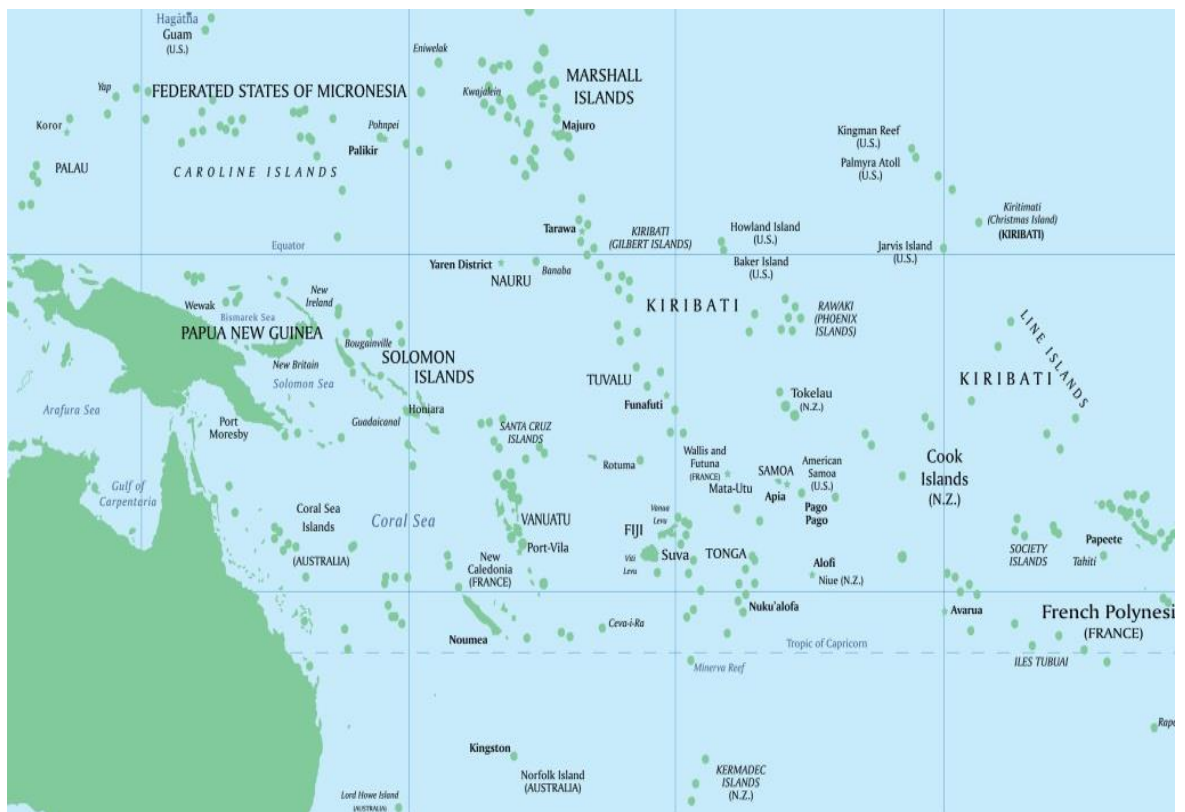 Hagåtña
Guam
(U.S.)
Eniwelak
MARSHALL
ISLANDS
Yap
FEDERATED STATES OF MICRONESIA
Kwajalein
Koror
Pohnpei
Majuro
Palikir
PALAU
CAROLINE ISLANDS
Kingman Reef
(U.S.)
Palmyra Atoll
(U.S.)
Kiritimati
(Christmas Island)
(KIRIBATI)
Tarawa
KIRIBATI
(GILBERT ISLANDS)
Howland Island
(U.S.)
Equator
Jarvis Island
(U.S.)
Baker Island
(U.S.)
Yaren District
NAURU
Banaba
New
Ireland
Wewak
Bismarek Sea
KIRIBATI
RAWAKI
(PHOENIX
ISLANDS)
LINE ISLANDS
PAPUA NEW GUINEA
Bougainville
New Britain
SOLOMON
ISLANDS
Solomon Sea
TUVALU
KIRIBATI
Tokelau
(N.Z.)
Arafura Sea
Funafuti
Honiara
Port
Moresby
Guadaicanal
SANTA CRUZ
ISLANDS
Rotuma
Wallis and
Futuna
(FRANCE)
Mata-Utu
SAMOA
Apia
American
Samoa
(U.S.)
Pago
Pago
Cook
Islands
(N.Z.)
Gulf of
Carpentaria
Coral Sea
Islands
(AUSTRALIA)
Coral Sea
VANUATU
Port-Vila
Vanua
Levu
FIJI
Suva
Viti
Levu
TONGA
New
Caledonia
(FRANCE)
Alofi
Niue (N.Z.)
SOCIETY
ISLANDS
Papeete
Tahiti
Nuku'alofa
Avarua
French Polynesi
(FRANCE)
Noumea
Ceva-i-Ra
Tropic of Capricorn
Minerva Reef
ILES TUBUAI
Rape
Kingston
Norfolk Island
(AUSTRALIA)
KERMADEC
ISLANDS
(N.Z.)
Lord Howe Island
(AUSTRALIA)